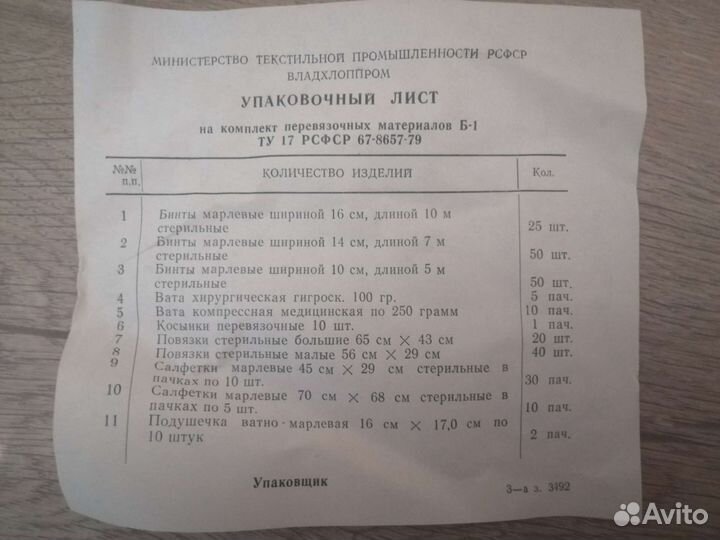 МИНИСТЕРСТВО ТЕКСТИЛЬНОЙ ПРОМЫШЛЕННОСТИ РСФСР
ВЛАДХЛОППРОМ
УПАКОВОЧНЫЙ ЛИСТ
на комплект перевязочных материалов Б-1
ТУ 17 РСФСР 67-8657-79
№№ п.п. КОЛИЧЕСТВО ИЗДЕЛИЙ Кол.
1 Бинты марлевые шириной 16 см, длиной 10 м
стерильные 25 шт.
2 Бинты марлевые шириной 14 см, длиной 7 м
стерильные 50 шт.
3 Бинты марлевые шириной 10 см, длиной 5 м
стерильные 50 шт.
4 Вата хирургическая гигроск. 100 гр. 5 пач.
5 Вата компрессная медицинская по 250 грамм 10 пач.
6 Косынки перевязочные 10 шт. 1 пач.
7 Повязки стерильные большие 65 см × 43 см 20 шт.
8 Повязки стерильные малые 56 см × 29 см 40 шт.
9 Салфетки марлевые 45 см × 29 см стерильные в
пачках по 10 шт. 30 пач.
10 Салфетки марлевые 70 см × 68 см стерильные в
пачках по 5 шт. 10 пач.
11 Подушечка ватно-марлевая 16 см × 17,0 см по
10 штук 2 пач.
Упаковщик
3—а з. 3492
Avito